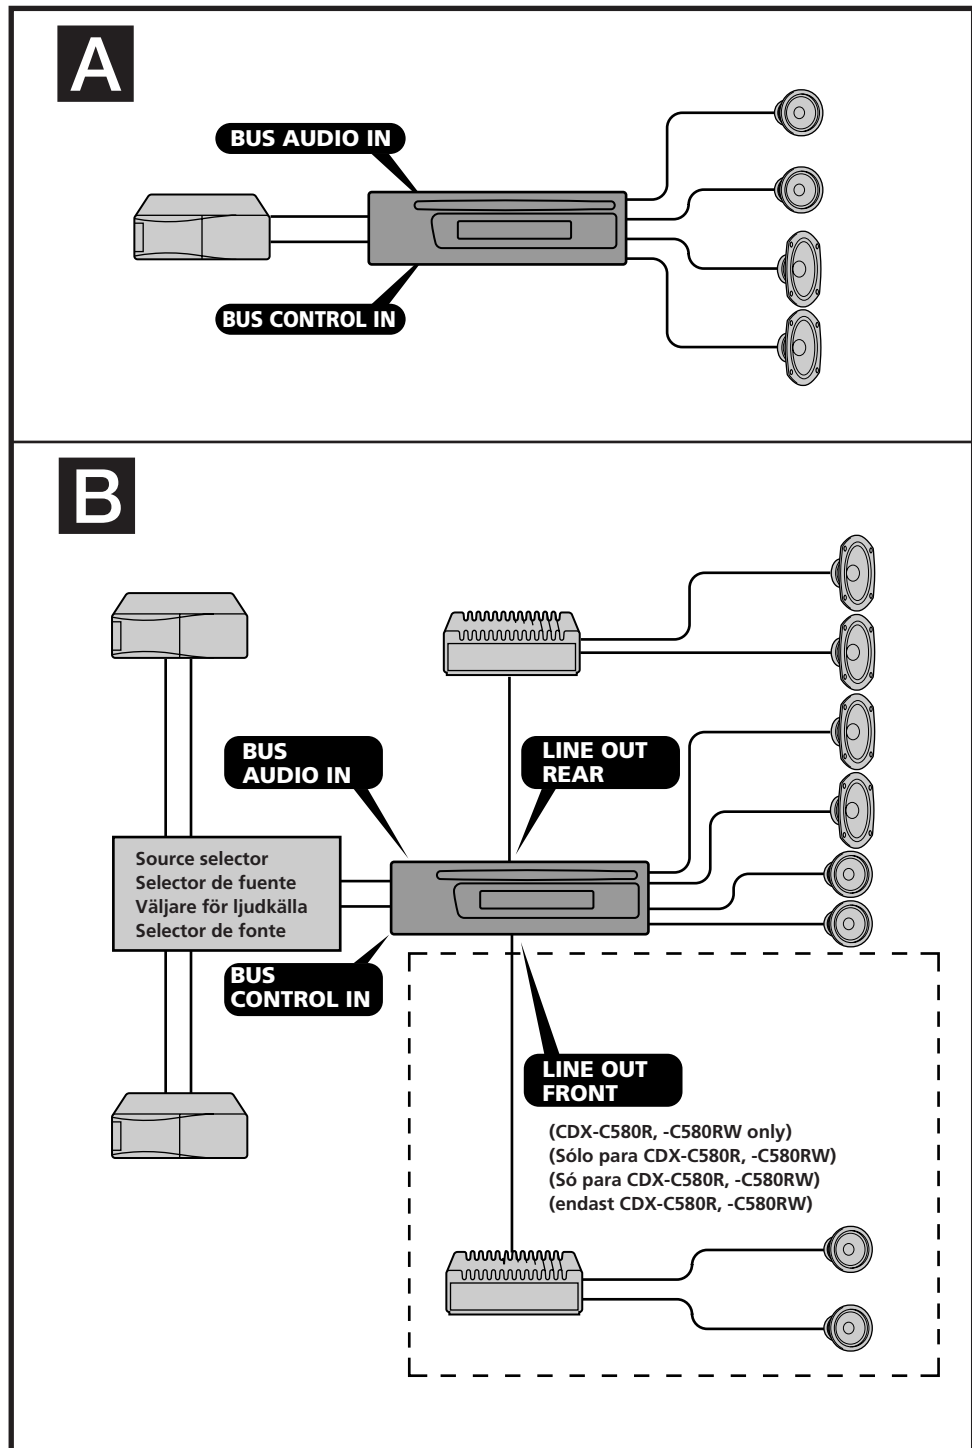 A
BUS AUDIO IN
BUS CONTROL IN
B
BUS
AUDIO IN
LINE OUT
REAR
Source selector
Selector de fuente
Väljare för ljudkälla
Selector de fonte
BUS
CONTROL IN
LINE OUT
FRONT
(CDX-C580R, -C580RW only)
(Sólo para CDX-C580R, -C580RW)
(Só para CDX-C580R, -C580RW)
(endast CDX-C580R, -C580RW)